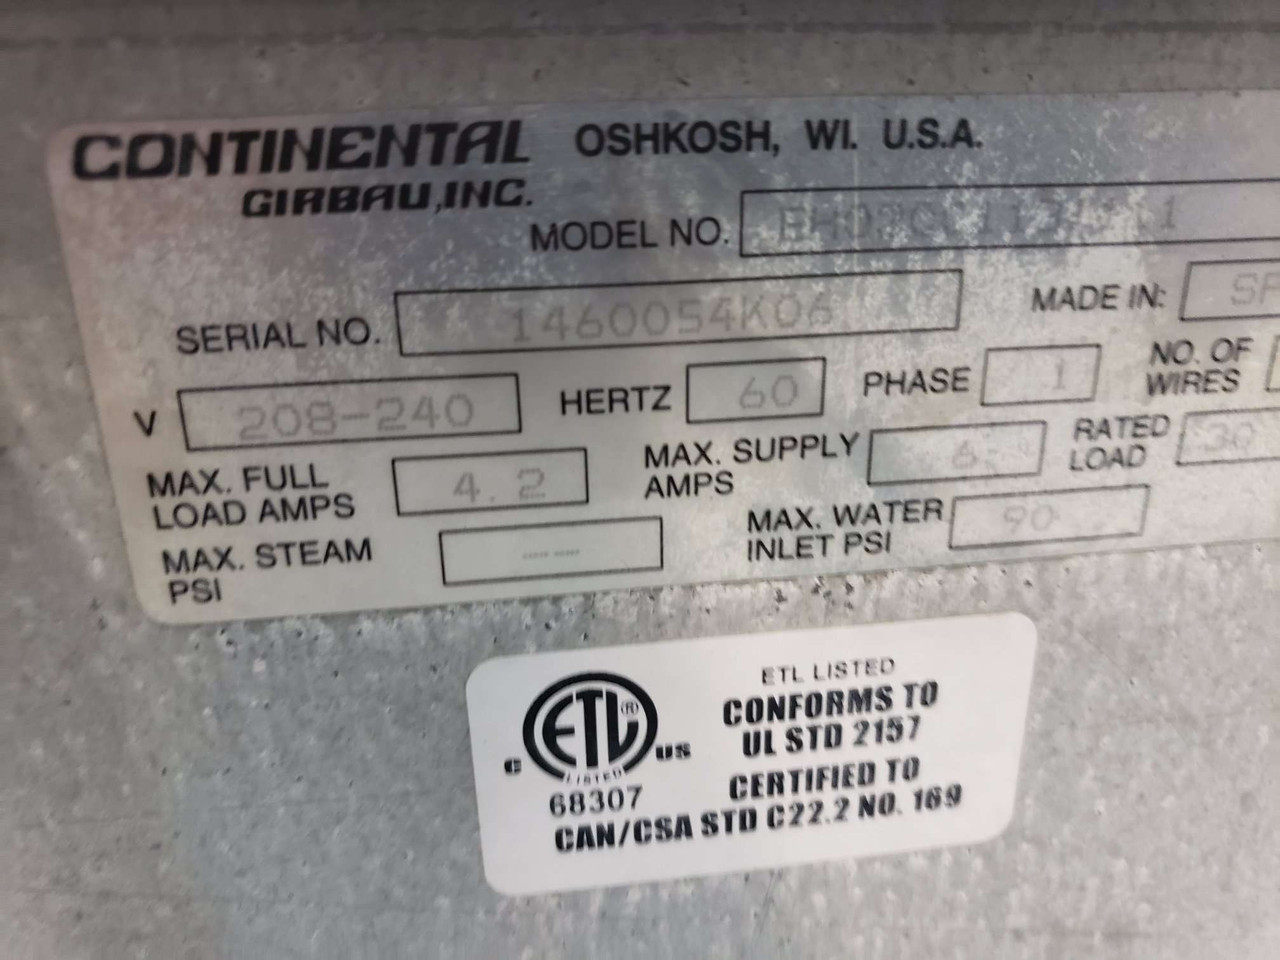 CONTINENTAL OSHKOSH, WI. U.S.A.
GIRBAU, INC.
MODEL NO.
SERIAL NO. 1460054K06 MADE IN:
V 208-240 HERTZ 60 PHASE 1 NO. OF WIRES
MAX. FULL LOAD AMPS 4.2 MAX. SUPPLY AMPS RATED LOAD 30
MAX. STEAM PSI ---- MAX. WATER INLET PSI 90
ETL LISTED
CONFORMS TO
UL STD 2157
CERTIFIED TO
CAN/CSA STD C22.2 NO. 169
C ETL ® US
LISTED
68307